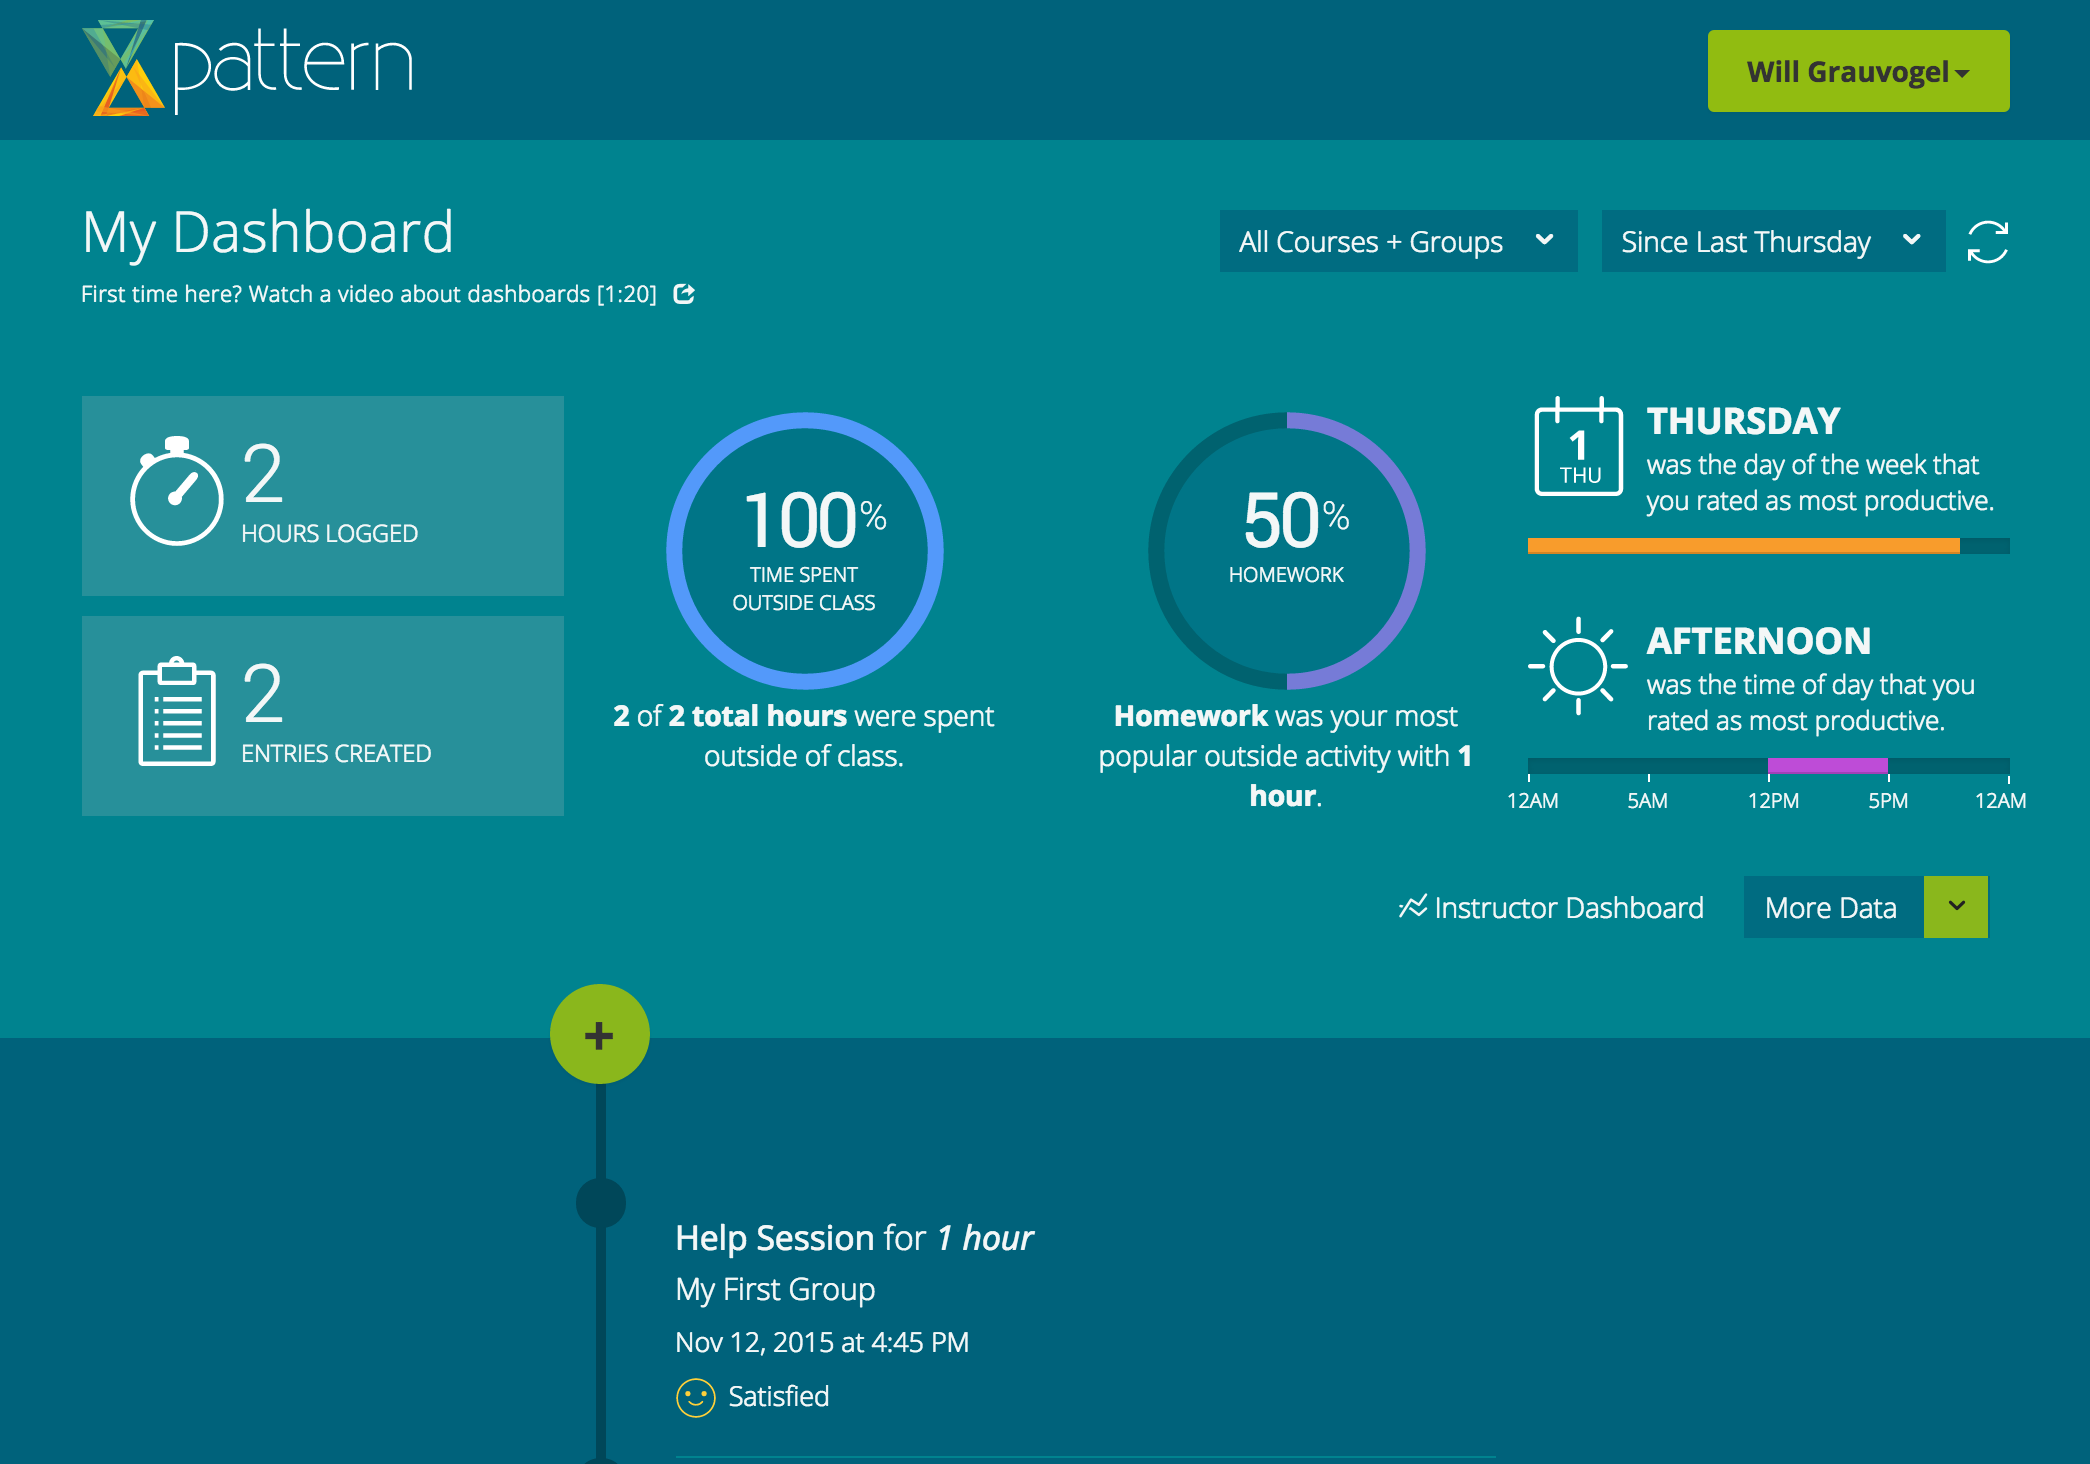 pattern
Will Grauvogel
My Dashboard
First time here? Watch a video about dashboards [1:20]
All Courses + Groups
Since Last Thursday
2
HOURS LOGGED
2
ENTRIES CREATED
100%
TIME SPENT
OUTSIDE CLASS
2 of 2 total hours were spent
outside of class.
50%
HOMEWORK
Homework was your most
popular outside activity with 1
hour.
1
THU
THURSDAY
was the day of the week that
you rated as most productive.
AFTERNOON
was the time of day that you
rated as most productive.
12AM 5AM 12PM 5PM 12AM
Instructor Dashboard
More Data
+
Help Session for 1 hour
My First Group
Nov 12, 2015 at 4:45 PM
Satisfied